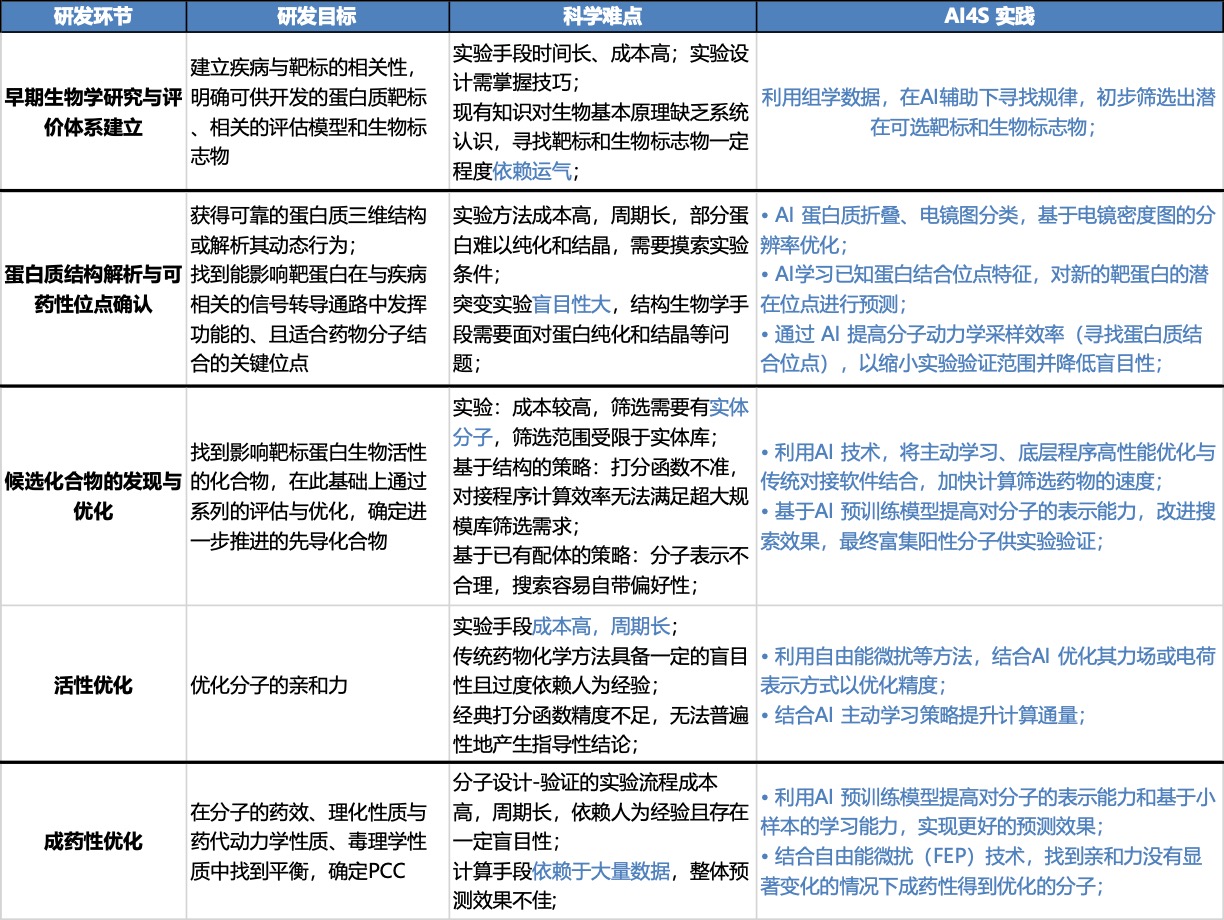 研发环节
研发目标
科学难点
AI4S 实践
早期生物学研究与评
价体系建立
建立疾病与靶标的相关性，
明确可供开发的蛋白质靶标
、相关的评估模型和生物标
志物
实验手段时间长、成本高；实验设
计需掌握技巧；
现有知识对生物基本原理缺乏系统
认识，寻找靶标和生物标志物一定
程度依赖运气；
利用组学数据，在AI辅助下寻找规律，初步筛选出潜
在可选靶标和生物标志物；
蛋白质结构解析与可
药性位点确认
获得可靠的蛋白质三维结构
或解析其动态行为；
找到能影响靶蛋白在与疾病
相关的信号转导通路中发挥
功能的、且适合药物分子结
合的关键位点
实验方法成本高，周期长，部分蛋
白难以纯化和结晶，需要摸索实验
条件；
突变实验盲目性大，结构生物学手
段需要面对蛋白纯化和结晶等问
题；
• AI 蛋白质折叠、电镜图分类，基于电镜密度图的分
辨率优化；
• AI学习已知蛋白结合位点特征，对新的靶蛋白的潜
在位点进行预测；
• 通过 AI 提高分子动力学采样效率（寻找蛋白质结
合位点），以缩小实验验证范围并降低盲目性；
候选化合物的发现与
优化
找到影响靶标蛋白生物活性
的化合物，在此基础上通过
系列的评估与优化，确定进
一步推进的先导化合物
实验：成本较高，筛选需要有实体
分子，筛选范围受限于实体库；
基于结构的策略：打分函数不准，
对接程序计算效率无法满足超大规
模库筛选需求；
基于已有配体的策略：分子表示不
合理，搜索容易自带偏好性；
• 利用AI 技术，将主动学习、底层程序高性能优化与
传统对接软件结合，加快计算筛选药物的速度；
• 基于AI 预训练模型提高对分子的表示能力，改进搜
索效果，最终富集阳性分子供实验验证；
活性优化
优化分子的亲和力
实验手段成本高，周期长；
传统药物化学方法具备一定的盲目
性且过度依赖人为经验；
经典打分函数精度不足，无法普遍
性地产生指导性结论；
• 利用自由能微扰等方法，结合AI 优化其力场或电荷
表示方式以优化精度；
• 结合AI 主动学习策略提升计算通量；
成药性优化
在分子的药效、理化性质与
药代动力学性质、毒理学性
质中找到平衡，确定PCC
分子设计-验证的实验流程成本
高，周期长，依赖人为经验且存在
一定盲目性；
计算手段依赖于大量数据，整体预
测效果不佳；
• 利用AI 预训练模型提高对分子的表示能力和基于小
样本的学习能力，实现更好的预测效果；
• 结合自由能微扰（FEP）技术，找到亲和力没有显
著变化的情况下成药性得到优化的分子；